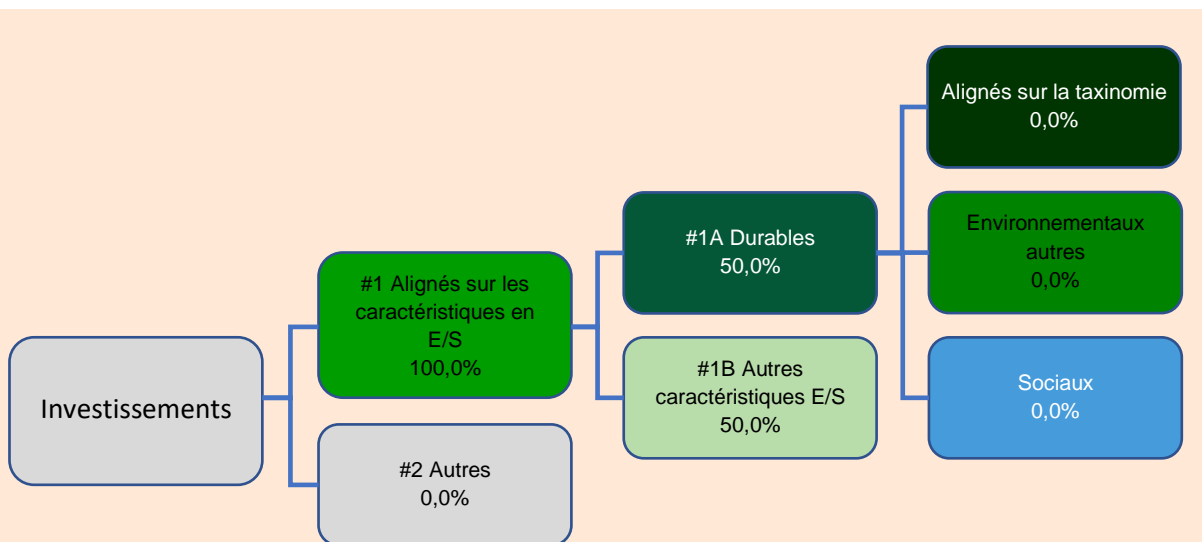 Investissements
#1 Alignés sur les
caractéristiques en
E/S
100,0%
#2 Autres
0,0%
#1A Durables
50,0%
#1B Autres
caractéristiques E/S
50,0%
Alignés sur la taxinomie
0,0%
Environnementaux
autres
0,0%
Sociaux
0,0%